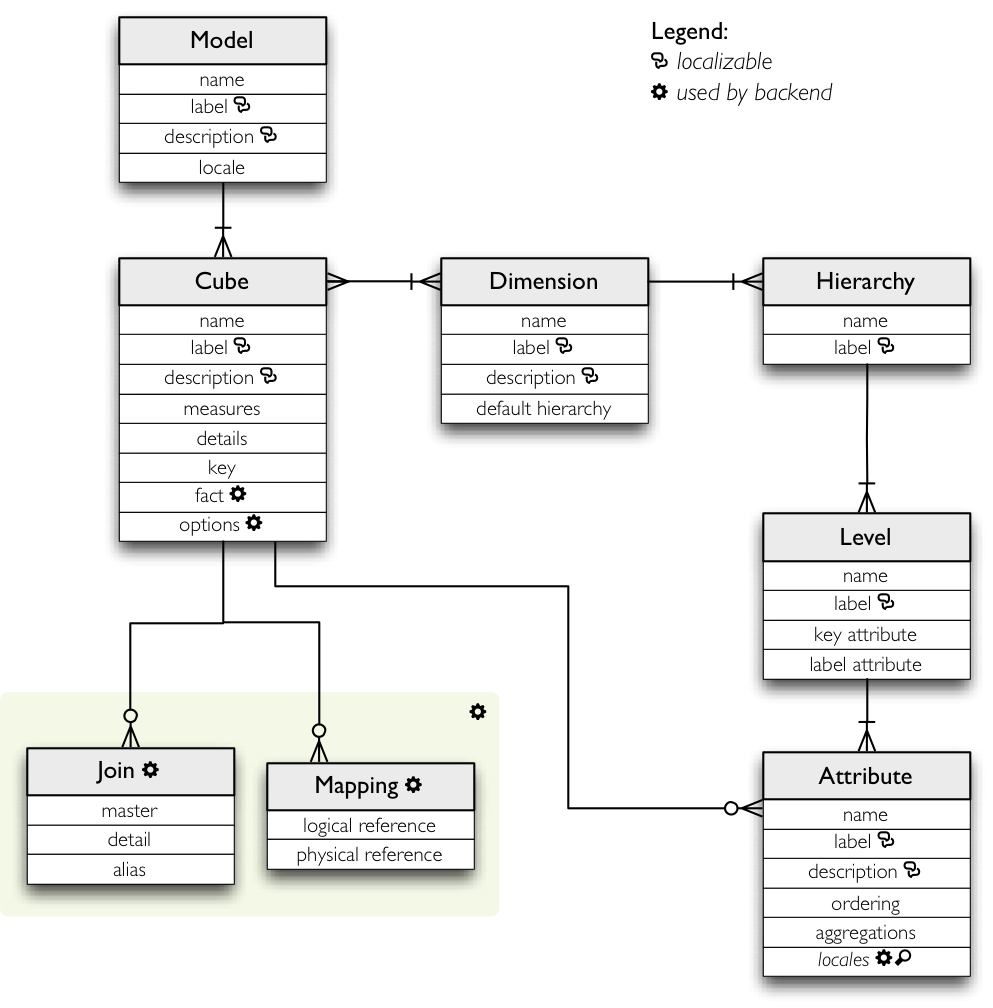 Model
name
label
description
locale
Legend:
localizable
used by backend
Cube
name
label
description
measures
details
key
fact
options
Dimension
name
label
description
default hierarchy
Hierarchy
name
label
Level
name
label
key attribute
label attribute
Join
master
detail
alias
Mapping
logical reference
physical reference
Attribute
name
label
description
ordering
aggregations
locales